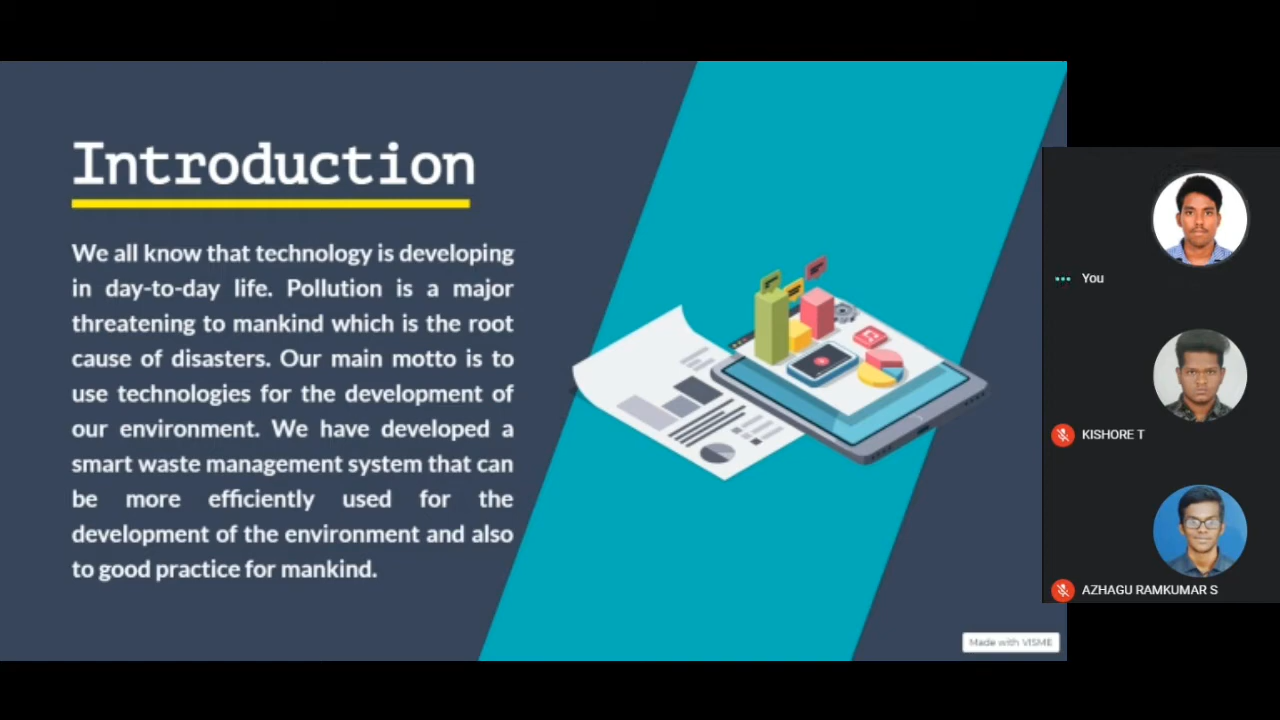 Introduction
We all know that technology is developing
in day-to-day life. Pollution is a major
threatening to mankind which is the root
cause of disasters. Our main motto is to
use technologies for the development of
our environment. We have developed a
smart waste management system that can
be more efficiently used for the
development of the environment and also
to good practice for mankind.
You
KISHORE T
AZHAGU RAMKUMAR S
Made with VISME